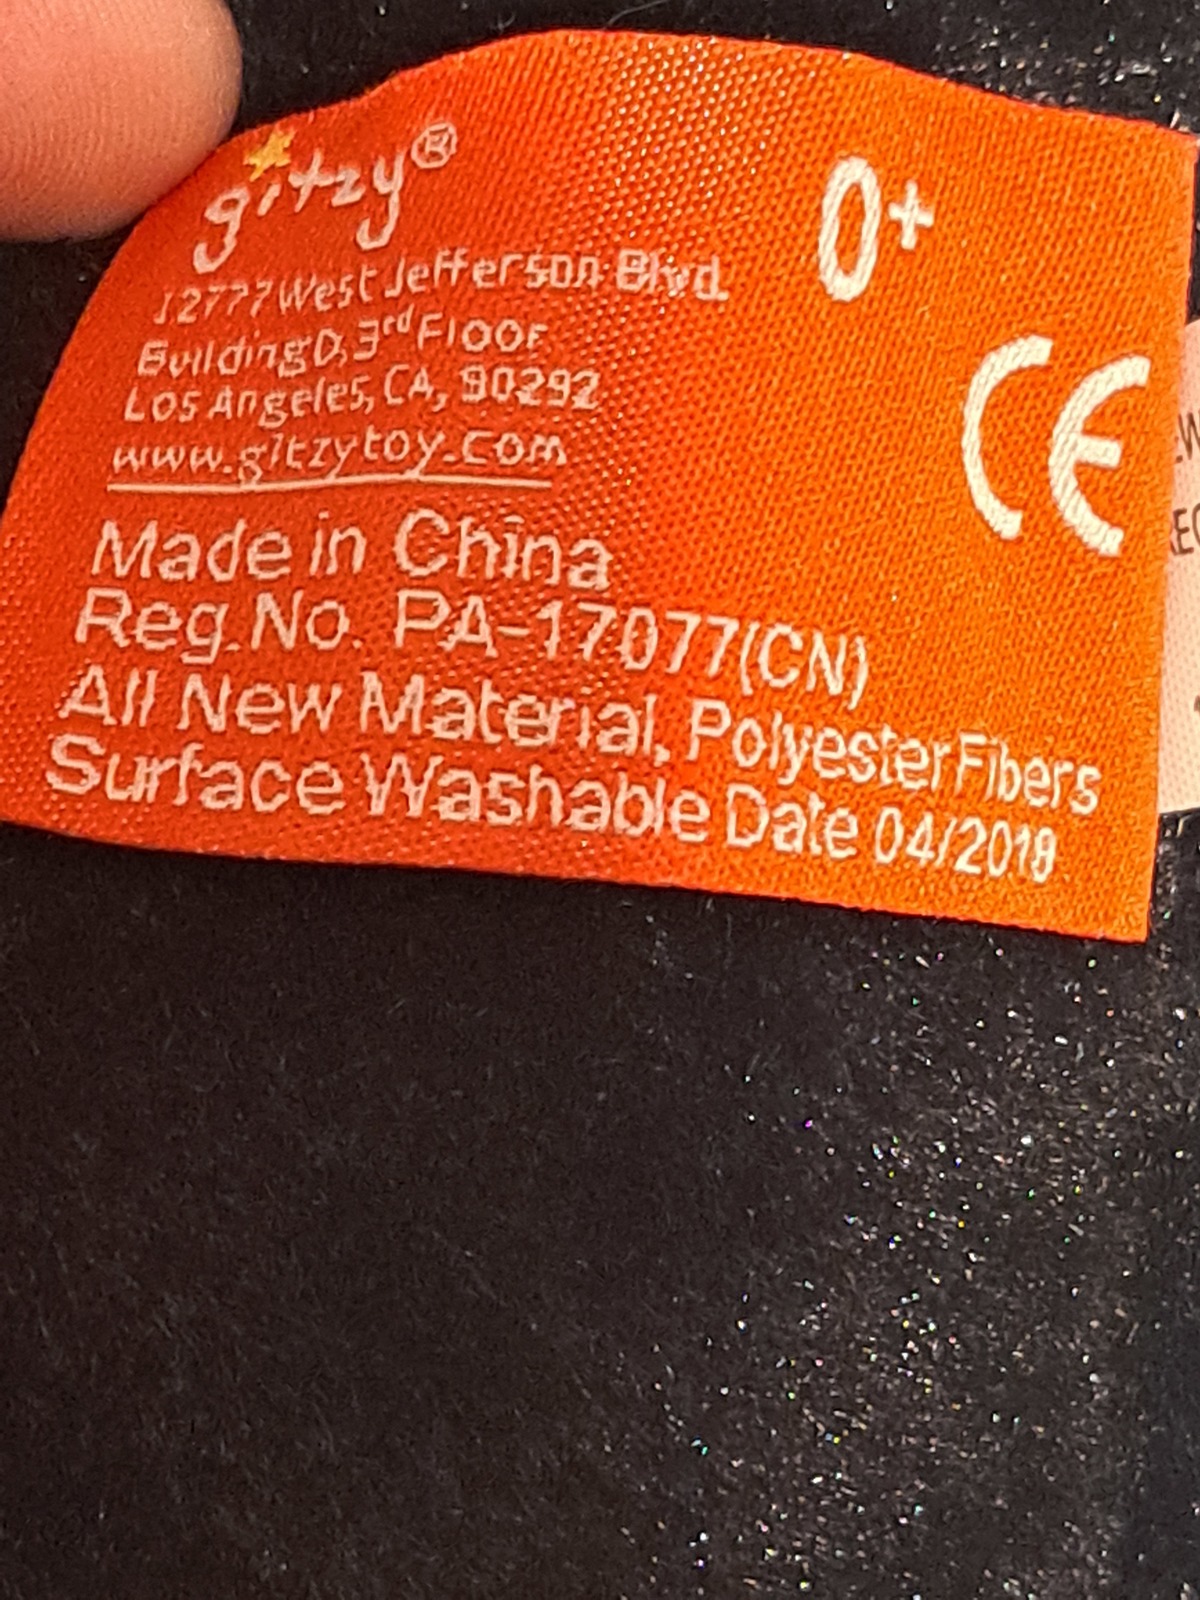 gitzy®
0+
12777 West Jefferson Blvd.
Building D, 3rd Floor
Los Angeles, CA, 90292
www.gitzytoy.com
CE
Made in China
Reg.No. PA-17077(CN)
All New Material, Polyester Fibers
Surface Washable Date 04/2018